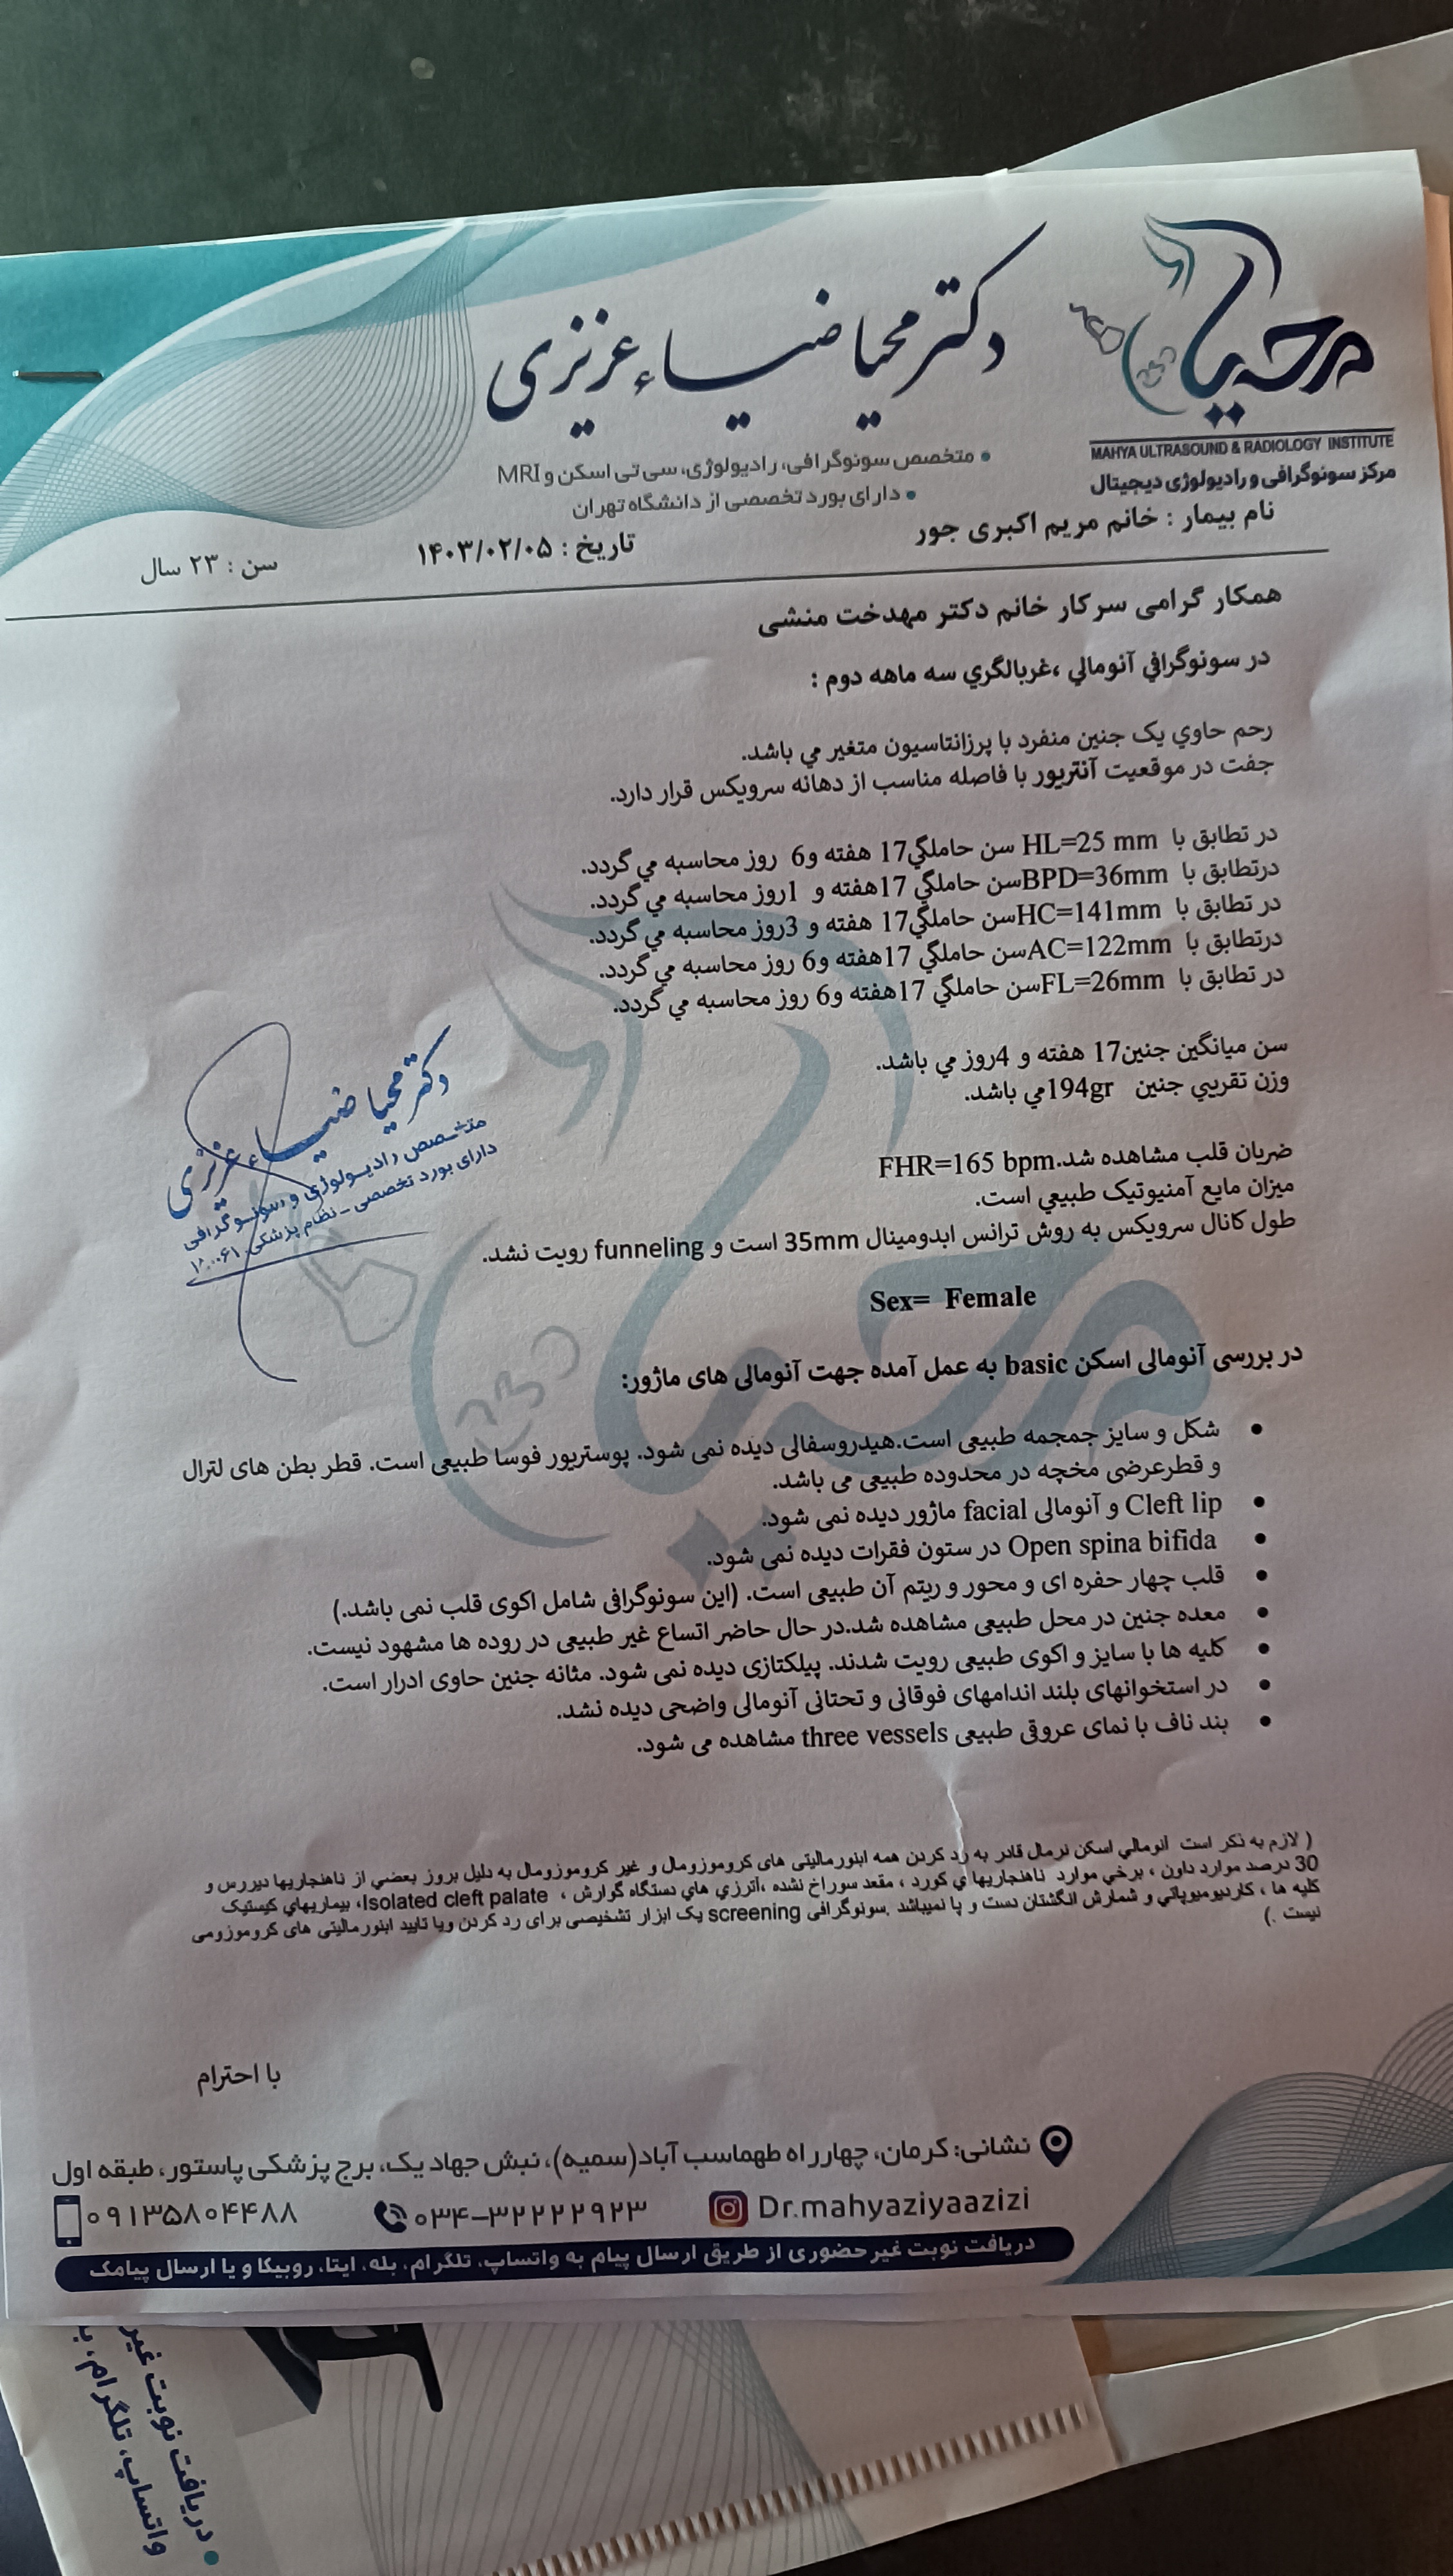 محیا
MAHYA ULTRASOUND & RADIOLOGY INSTITUTE
مرکز سونوگرافی و رادیولوژی دیجیتال
دکتر محیا ضیاء عزیزی
• متخصص سونوگرافی، رادیولوژی، سی تی اسکن و MRI
• دارای بورد تخصصی از دانشگاه تهران
نام بیمار : خانم مریم اکبری جور
تاریخ : ۱۴۰۳/۰۲/۰۵
سن : ۲۳ سال
همکار گرامی سرکار خانم دکتر مهدخت منشی
در سونوگرافي آنومالي ،غربالگري سه ماهه دوم :
رحم حاوي یک جنین منفرد با پرزانتاسیون متغیر مي باشد.
جفت در موقعیت آنتریور با فاصله مناسب از دهانه سرویکس قرار دارد.
در تطابق با HL=25 mm سن حاملگي17 هفته و6 روز محاسبه مي گردد.
درتطابق با BPD=36mmسن حاملگي 17هفته و 1روز محاسبه مي گردد.
در تطابق با HC=141mmسن حاملگي17 هفته و 3روز محاسبه مي گردد.
درتطابق با AC=122mmسن حاملگي 17هفته و6 روز محاسبه مي گردد.
در تطابق با FL=26mmسن حاملگي 17هفته و6 روز محاسبه مي گردد.
سن میانگین جنین17 هفته و 4روز مي باشد.
وزن تقریبي جنین 194grمي باشد.
ضربان قلب مشاهده شد.FHR=165 bpm
میزان مایع آمنیوتیک طبیعي است.
طول کانال سرویکس به روش ترانس ابدومینال 35mm است و funneling رویت نشد.
دکتر محیا ضیاء عزیزی
متخصص رادیولوژی و سونوگرافی
دارای بورد تخصصی - نظام پزشکی:
Sex= Female
در بررسی آنومالی اسکن basic به عمل آمده جهت آنومالی های ماژور:
• شکل و سایز جمجمه طبیعی است.هیدروسفالی دیده نمی شود. پوستریور فوسا طبیعی است. قطر بطن های لترال
و قطرعرضی مخچه در محدوده طبیعی می باشد.
• Cleft lip و آنومالی facial ماژور دیده نمی شود.
• Open spina bifida در ستون فقرات دیده نمی شود.
• قلب چهار حفره ای و محور و ریتم آن طبیعی است. (این سونوگرافی شامل اکوی قلب نمی باشد.)
• معده جنین در محل طبیعی مشاهده شد.در حال حاضر اتساع غیر طبیعی در روده ها مشهود نیست.
• کلیه ها با سایز و اکوی طبیعی رویت شدند. پیلکتازی دیده نمی شود. مثانه جنین حاوی ادرار است.
• در استخوانهای بلند اندامهای فوقانی و تحتانی آنومالی واضحی دیده نشد.
• بند ناف با نمای عروقی طبیعی three vessels مشاهده می شود.
( لازم به ذکر است آنومالي اسکن نرمال قادر به رد کردن همه ابنورمالیتی های کروموزومال و غیر کروموزومال به دلیل بروز بعضي از ناهنجاریها دیررس و
30 درصد موارد داون ، برخي موارد ناهنجاریهاي کورد ، مقعد سوراخ نشده ،آترزي هاي دستگاه گوارش ، Isolated cleft palate، بیماریهاي کیستیک
کلیه ها ، کاردیومیوپاتي و شمارش انگشتان دست و پا نمیباشد .سونوگرافی screening یک ابزار تشخیصی برای رد کردن ویا تایید ابنورمالیتی های کروموزومی
نیست .)
با احترام
نشانی: کرمان، چهارراه طهماسب آباد(سمیه)، نبش جهاد یک، برج پزشکی پاستور، طبقه اول
Dr.mahyaziyaazizi
۰۳۴-۳۲۲۲۲۹۲۳
۰۹۱۳۵۸۰۴۴۸۸
دریافت نوبت غیرحضوری از طریق ارسال پیام به واتساپ، تلگرام، بله، ایتا، روبیکا و یا ارسال پیامک
• دریافت نوبت غیر
واتساپ، تلگرام،